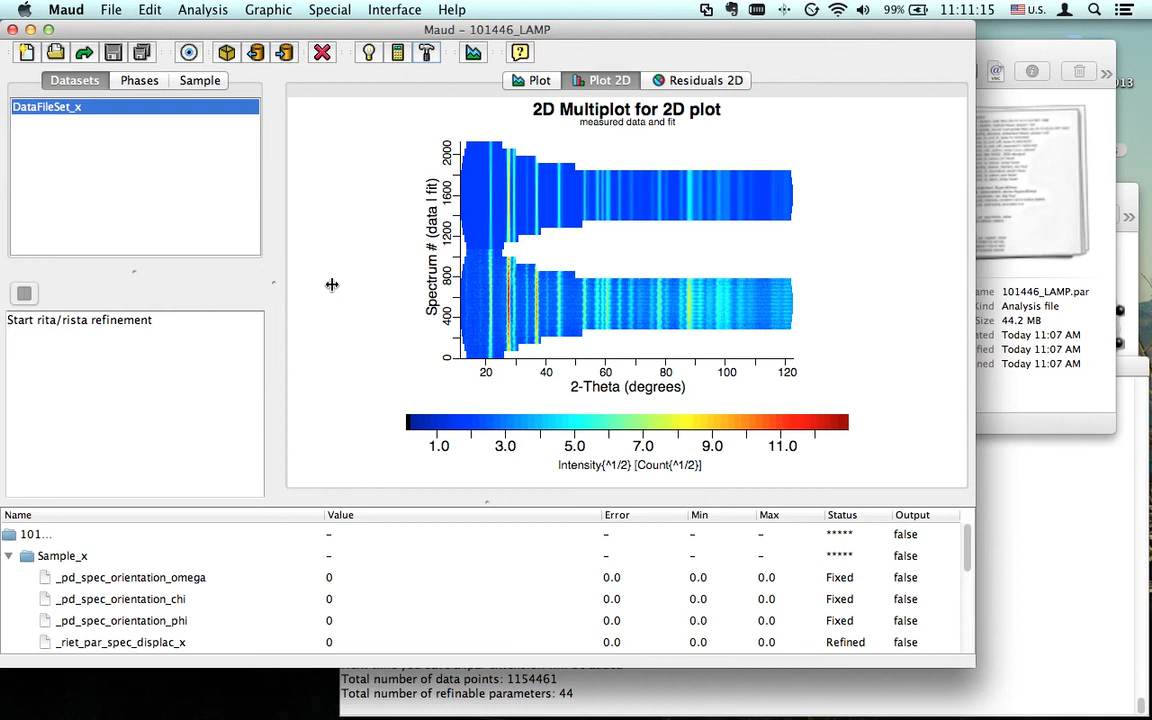 Maud File Edit Analysis Graphic Special Interface Help 99% 11:11:15 U.S.
Maud - 101446_LAMP
Datasets Phases Sample
Plot Plot 2D Residuals 2D
DataFileSet_x
2D Multiplot for 2D plot
measured data and fit
Spectrum # (data | fit)
2000
1600
1200
800
400
0
20 40 60 80 100 120
2-Theta (degrees)
1.0 3.0 5.0 7.0 9.0 11.0
Intensity{^1/2} [Count{^1/2}]
Start rita/rista refinement
Name Value Error Min Max Status Output
101... - - - - ***** false
Sample_x - - - - ***** false
_pd_spec_orientation_omega 0 0.0 0.0 0.0 Fixed false
_pd_spec_orientation_chi 0 0.0 0.0 0.0 Fixed false
_pd_spec_orientation_phi 0 0.0 0.0 0.0 Fixed false
_riet_par_spec_displac_x 0 0.0 0.0 0.0 Refined false
Total number of data points: 1154461
Total number of refinable parameters: 44
101446_LAMP.par
Kind Analysis file
Size 44.2 MB
Today 11:07 AM
Today 11:07 AM
Today 11:07 AM